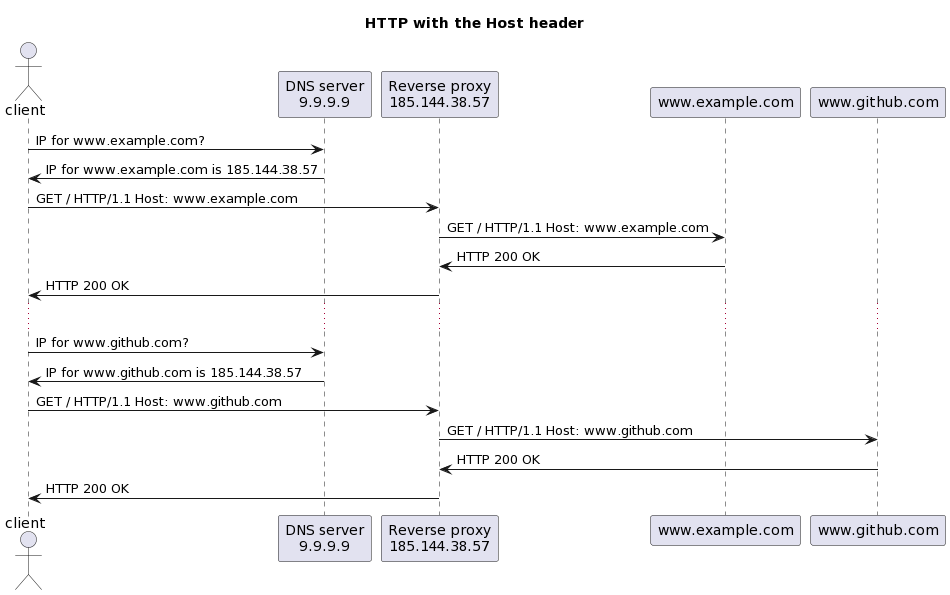 HTTP with the Host header
client
DNS server
9.9.9.9
Reverse proxy
185.144.38.57
www.example.com
www.github.com
IP for www.example.com?
IP for www.example.com is 185.144.38.57
GET / HTTP/1.1 Host: www.example.com
GET / HTTP/1.1 Host: www.example.com
HTTP 200 OK
HTTP 200 OK
IP for www.github.com?
IP for www.github.com is 185.144.38.57
GET / HTTP/1.1 Host: www.github.com
GET / HTTP/1.1 Host: www.github.com
HTTP 200 OK
HTTP 200 OK
client
DNS server
9.9.9.9
Reverse proxy
185.144.38.57
www.example.com
www.github.com